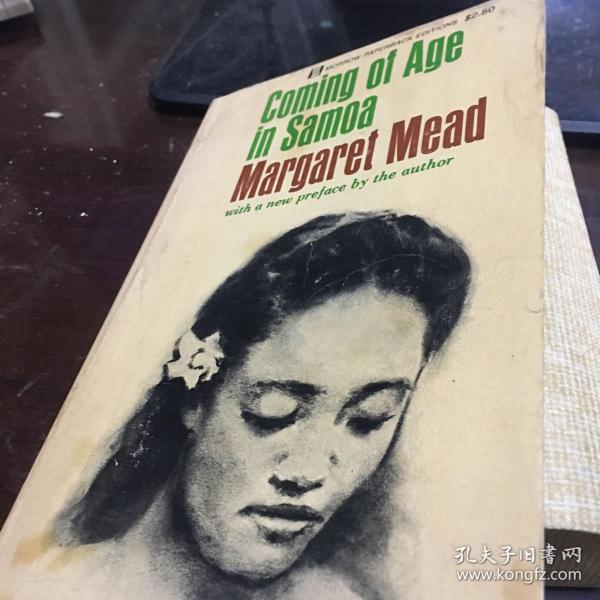 MORROW PAPERBACK EDITIONS $2.50
Coming of Age
in Samoa
Margaret Mead
with a new preface by the author
孔夫子旧书网
www.kongfz.com